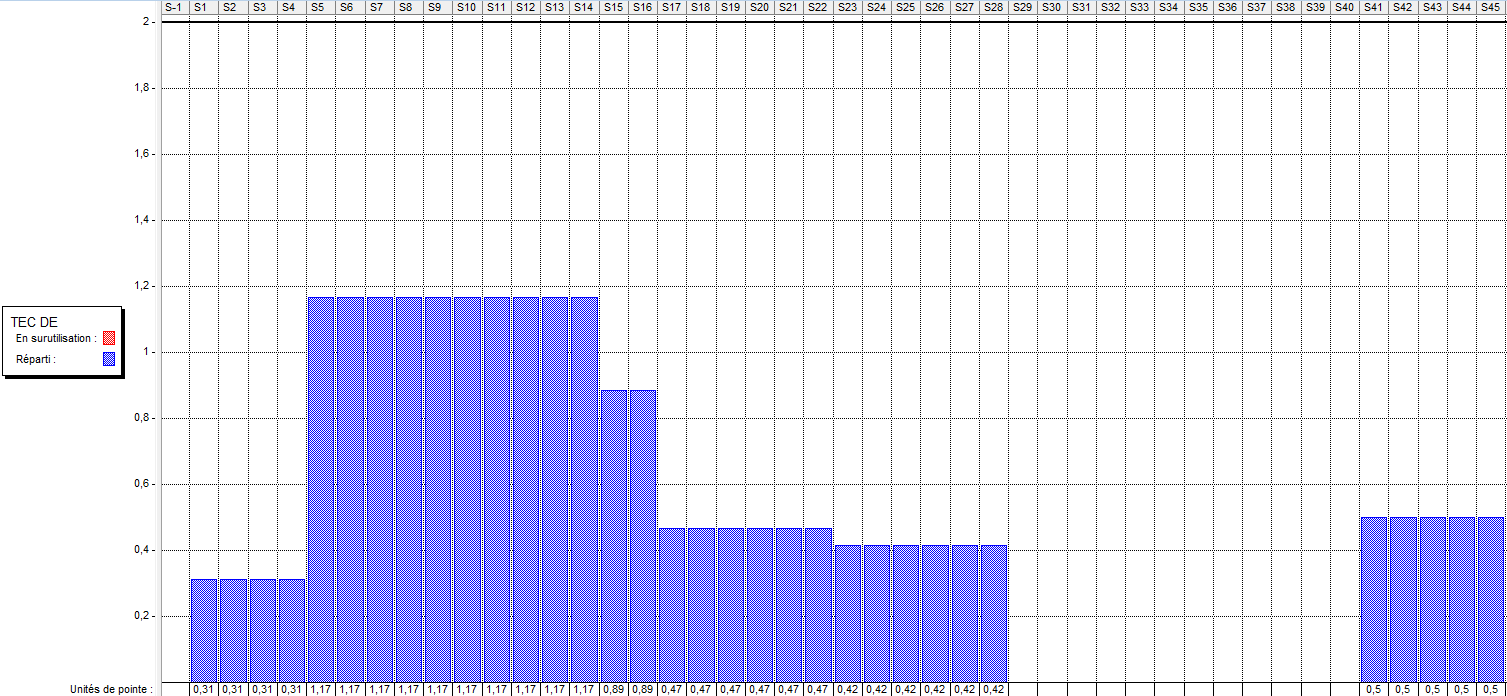 S-1 S1 S2 S3 S4 S5 S6 S7 S8 S9 S10 S11 S12 S13 S14 S15 S16 S17 S18 S19 S20 S21 S22 S23 S24 S25 S26 S27 S28 S29 S30 S31 S32 S33 S34 S35 S36 S37 S38 S39 S40 S41 S42 S43 S44 S45
2
1,8
1,6
1,4
1,2
1
0,8
0,6
0,4
0,2
TEC DE
En surutilisation :
Réparti :
Unités de pointe : 0,31 0,31 0,31 0,31 1,17 1,17 1,17 1,17 1,17 1,17 1,17 1,17 1,17 1,17 0,89 0,89 0,47 0,47 0,47 0,47 0,47 0,47 0,42 0,42 0,42 0,42 0,42 0,42 0,5 0,5 0,5 0,5 0,5